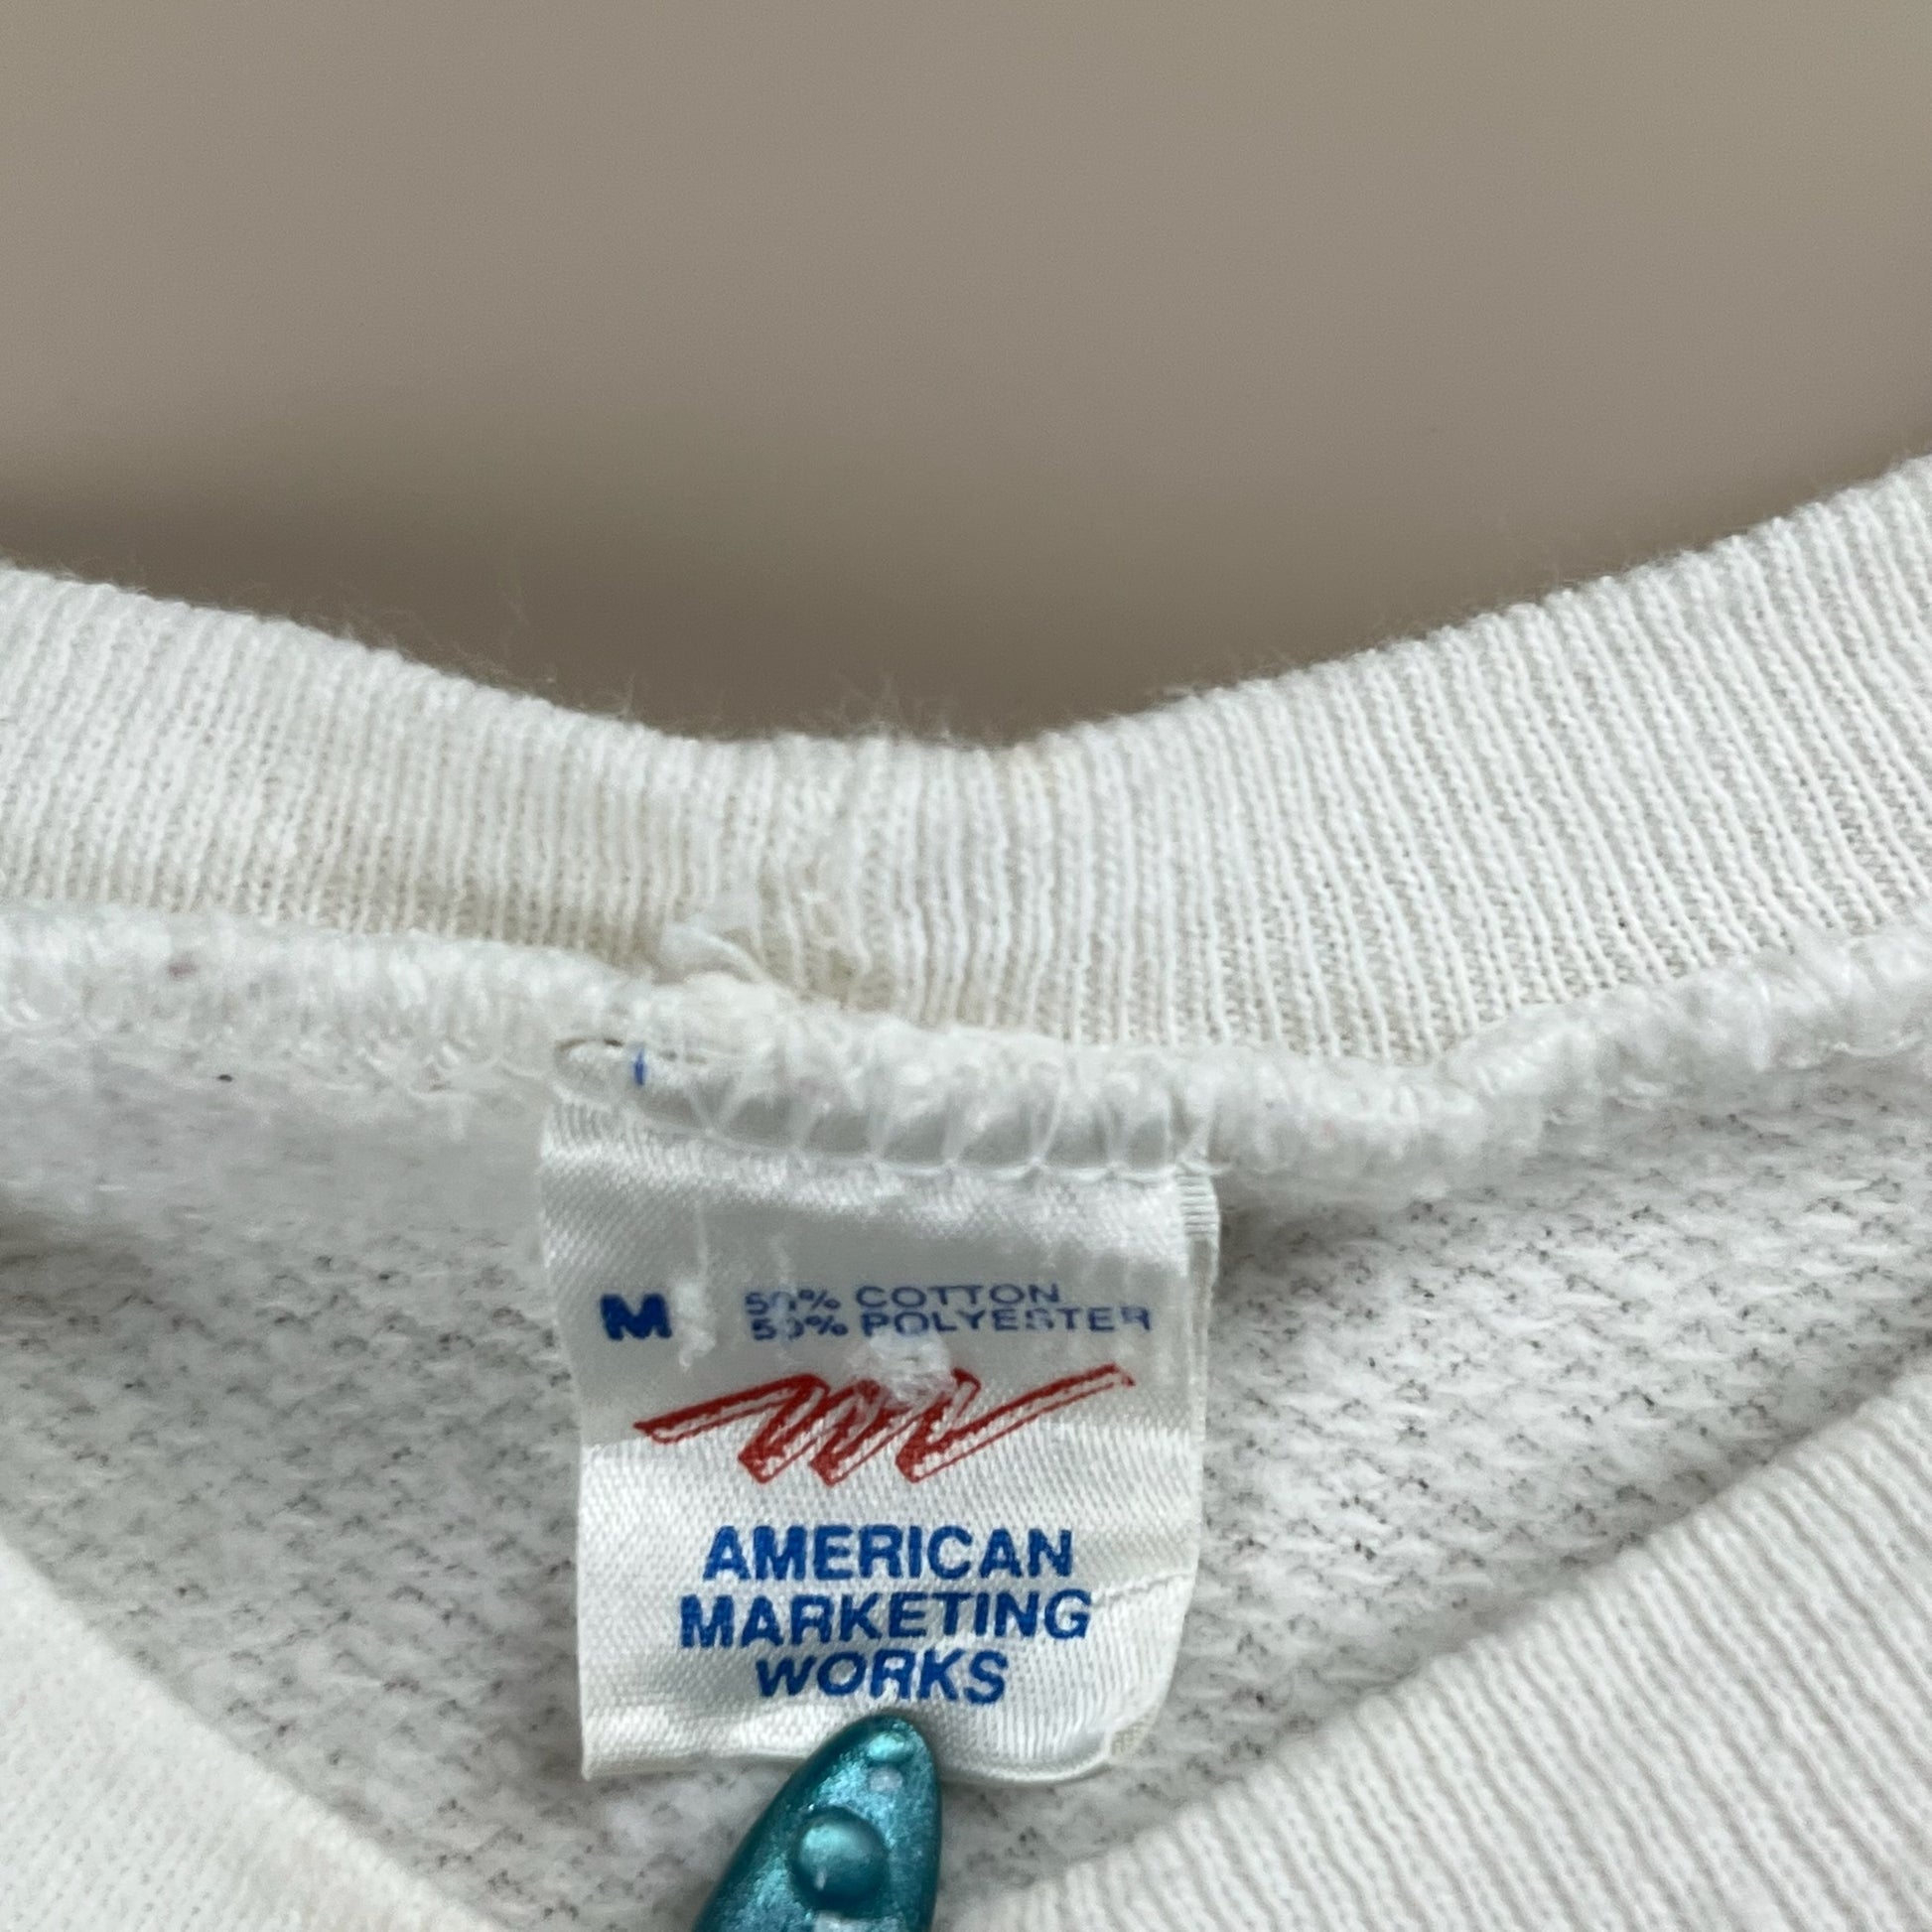 M 50% COTTON
50% POLYESTER
AMERICAN
MARKETING
WORKS